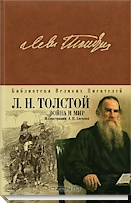 Лев Толстой
Библиотека Великих Писателей
Л. Н. ТОЛСТОЙ
ВОЙНА И МИР